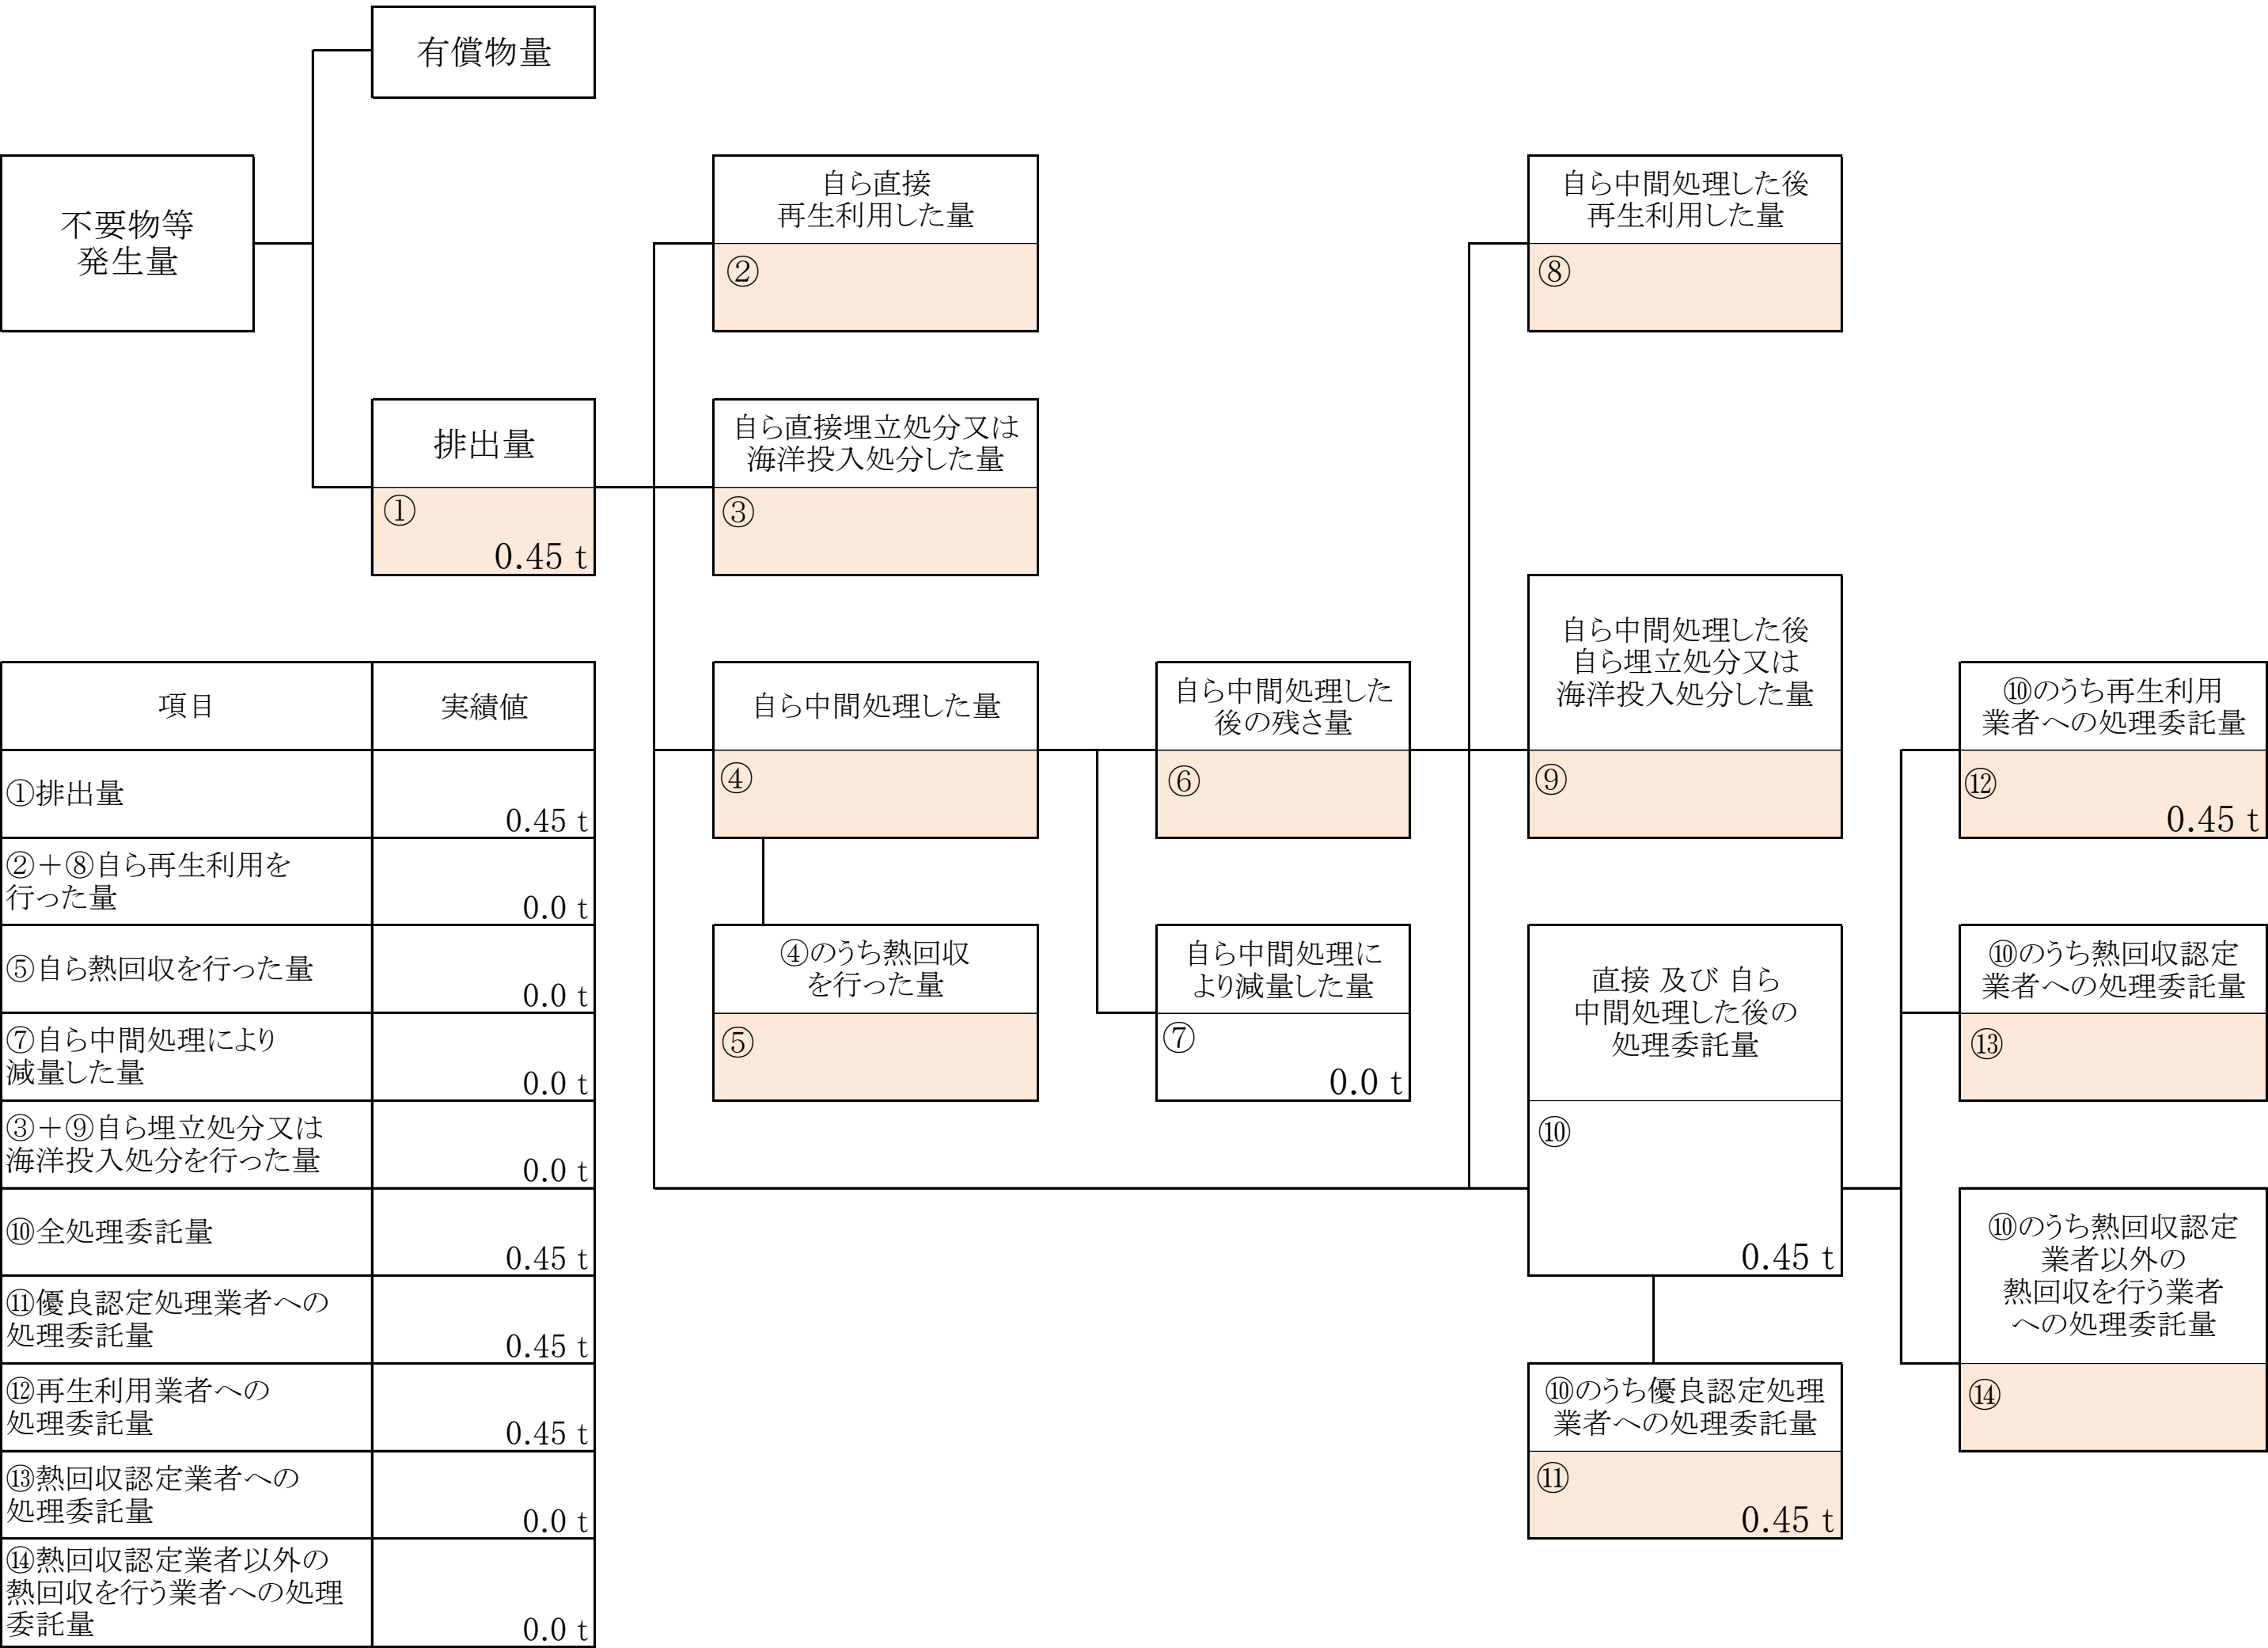 有償物量
不要物等
発生量
自ら直接
再生利用した量
②
自ら中間処理した後
再生利用した量
⑧
排出量
①
0.45 t
自ら直接埋立処分又は
海洋投入処分した量
③
自ら中間処理した量
④
自ら中間処理した
後の残さ量
⑥
自ら中間処理した後
自ら埋立処分又は
海洋投入処分した量
⑨
⑩のうち再生利用
業者への処理委託量
⑫
0.45 t
④のうち熱回収
を行った量
⑤
自ら中間処理に
より減量した量
⑦
0.0 t
直接 及び 自ら
中間処理した後の
処理委託量
⑩
0.45 t
⑩のうち熱回収認定
業者への処理委託量
⑬
⑩のうち熱回収認定
業者以外の
熱回収を行う業者
への処理委託量
⑭
⑩のうち優良認定処理
業者への処理委託量
⑪
0.45 t
項目 実績値
①排出量
0.45 t
②＋⑧自ら再生利用を
行った量
0.0 t
⑤自ら熱回収を行った量
0.0 t
⑦自ら中間処理により
減量した量
0.0 t
③＋⑨自ら埋立処分又は
海洋投入処分を行った量
0.0 t
⑩全処理委託量
0.45 t
⑪優良認定処理業者への
処理委託量
0.45 t
⑫再生利用業者への
処理委託量
0.45 t
⑬熱回収認定業者への
処理委託量
0.0 t
⑭熱回収認定業者以外の
熱回収を行う業者への処理
委託量
0.0 t